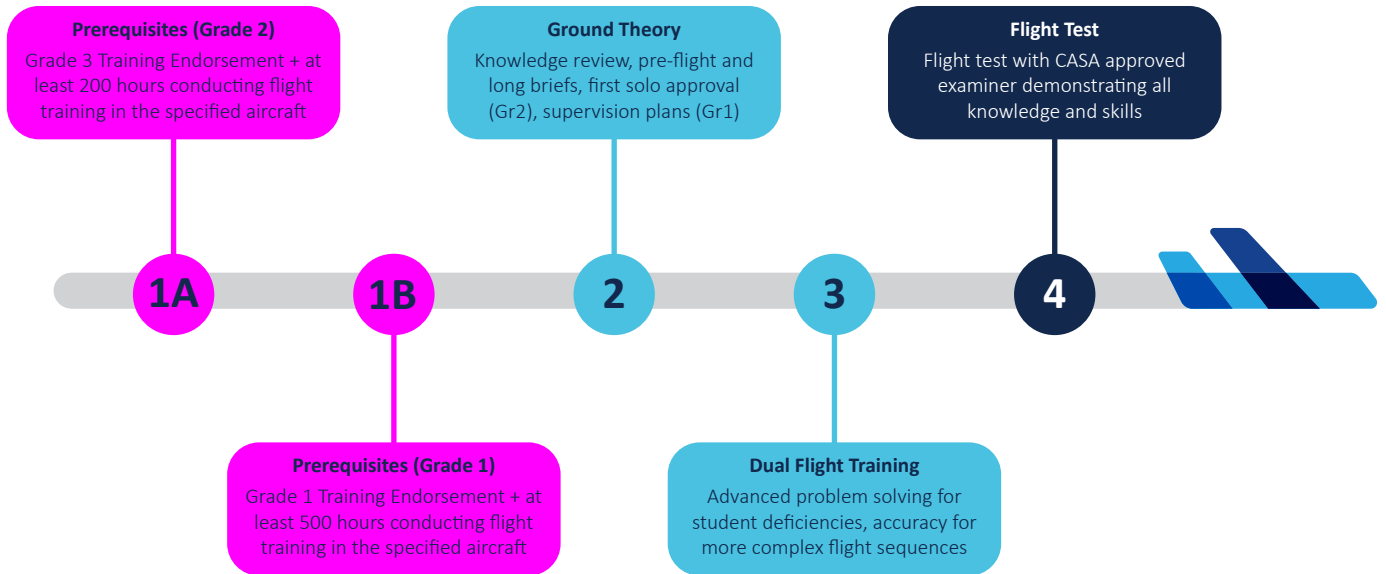 Prerequisites (Grade 2)
Grade 3 Training Endorsement + at
least 200 hours conducting flight
training in the specified aircraft
Ground Theory
Knowledge review, pre-flight and
long briefs, first solo approval
(Gr2), supervision plans (Gr1)
Flight Test
Flight test with CASA approved
examiner demonstrating all
knowledge and skills
1A
1B
2
3
4
Prerequisites (Grade 1)
Grade 1 Training Endorsement + at
least 500 hours conducting flight
training in the specified aircraft
Dual Flight Training
Advanced problem solving for
student deficiencies, accuracy for
more complex flight sequences